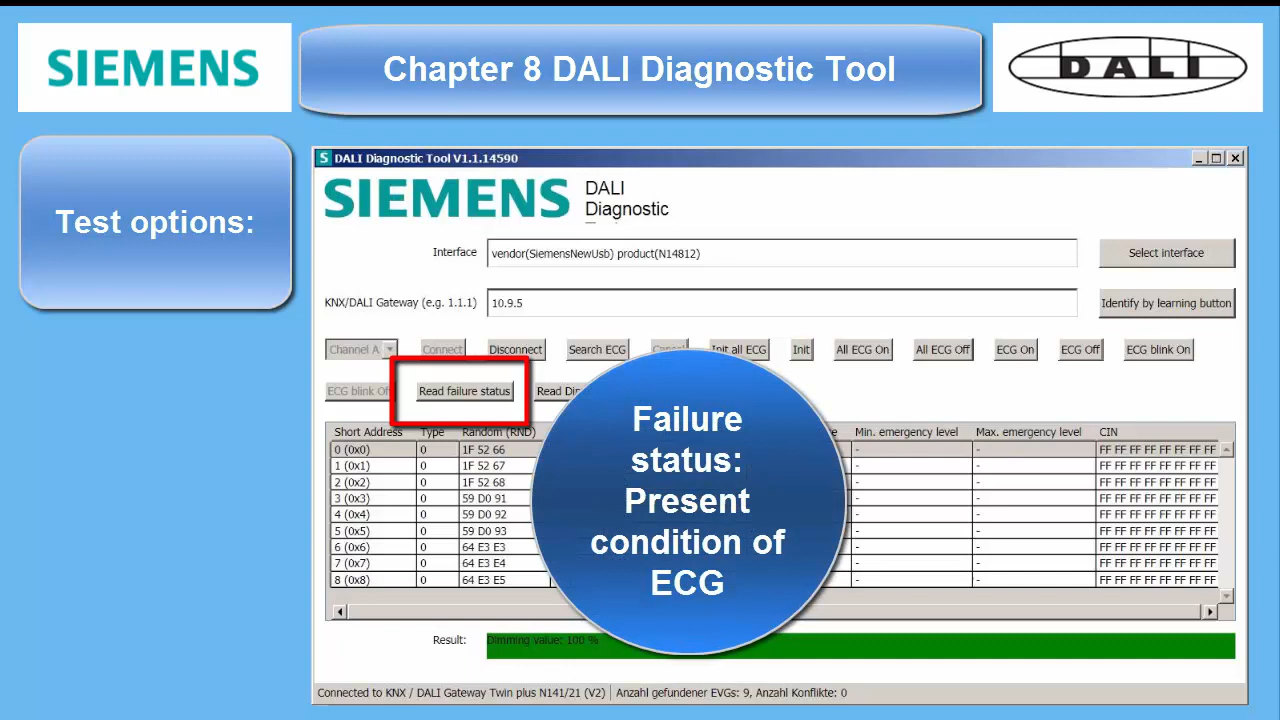 SIEMENS
Chapter 8 DALI Diagnostic Tool
DALI
Test options:
S DALI Diagnostic Tool V1.1.14590
SIEMENS
DALI
Diagnostic
Interface
vendor(SiemensNewUsb) product(N14812)
Select interface
KNX/DALI Gateway (e.g. 1.1.1)
10.9.5
Identify by learning button
Channel A Connect Disconnect Search ECG Cancel Init all ECG Init All ECG On All ECG Off ECG On ECG Off ECG blink On
ECG blink Read failure status Read
Short Address Type Random (RND) Min. emergency level Max. emergency level CIN
0 (0x0) 0 1F 52 66 - - FF FF FF FF FF FF FF FF
1 (0x1) 0 1F 52 67 - - FF FF FF FF FF FF FF FF
2 (0x2) 0 1F 52 68 - - FF FF FF FF FF FF FF FF
3 (0x3) 0 59 D0 91 - - FF FF FF FF FF FF FF FF
4 (0x4) 0 59 D0 92 - - FF FF FF FF FF FF FF FF
5 (0x5) 0 59 D0 93 - - FF FF FF FF FF FF FF FF
6 (0x6) 0 64 E3 E3 - - FF FF FF FF FF FF FF FF
7 (0x7) 0 64 E3 E4 - - FF FF FF FF FF FF FF FF
8 (0x8) 0 64 E3 E5 - - FF FF FF FF FF FF FF FF
Failure
status:
Present
condition of
ECG
Result:
Dimming value: 100 %
Connected to KNX / DALI Gateway Twin plus N141/21 (V2) Anzahl gefundener EVGs: 9, Anzahl Konflikte: 0